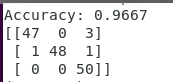 Accuracy: 0.9667
[[47  0  3]
 [ 1 48  1]
 [ 0  0 50]]